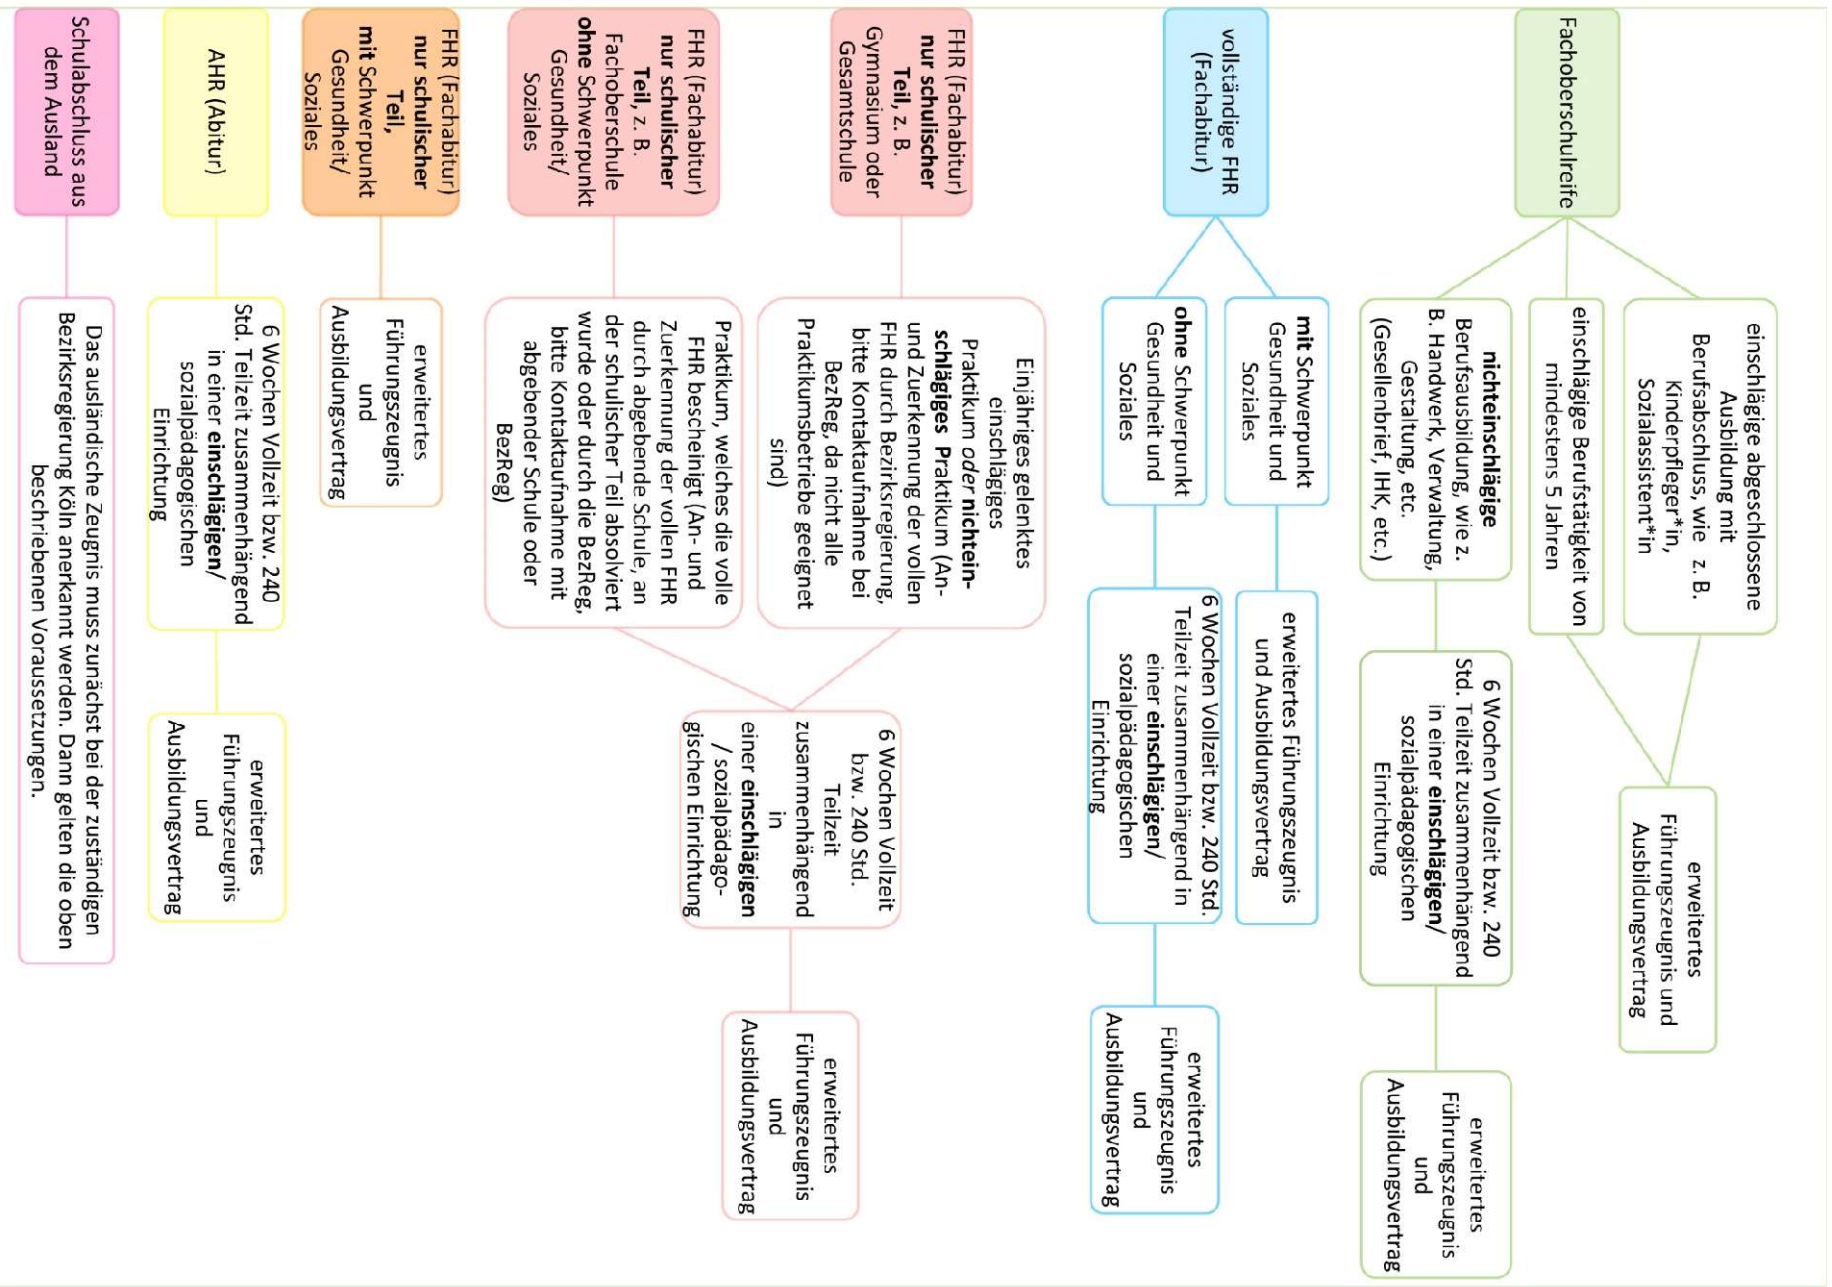 Fachoberschulreife
einschlägige abgeschlossene
Ausbildung mit
Berufsabschluss, wie z. B.
Kinderpfleger*in,
Sozialassistent*in
einschlägige Berufstätigkeit von
mindestens 5 Jahren
erweitertes
Führungszeugnis und
Ausbildungsvertrag
nichteinschlägige
Berufsausbildung, wie z.
B. Handwerk, Verwaltung,
Gestaltung, etc.
(Gesellenbrief, IHK, etc.)
6 Wochen Vollzeit bzw. 240
Std. Teilzeit zusammenhängend
in einer einschlägigen/
sozialpädagogischen
Einrichtung
erweitertes
Führungszeugnis
und
Ausbildungsvertrag
vollständige FHR
(Fachabitur)
mit Schwerpunkt
Gesundheit und
Soziales
erweitertes Führungszeugnis
und Ausbildungsvertrag
ohne Schwerpunkt
Gesundheit und
Soziales
6 Wochen Vollzeit bzw. 240 Std.
Teilzeit zusammenhängend in
einer einschlägigen/
sozialpädagogischen
Einrichtung
erweitertes
Führungszeugnis
und
Ausbildungsvertrag
FHR (Fachabitur)
nur schulischer
Teil, z. B.
Gymnasium oder
Gesamtschule
Einjähriges gelenktes
einschlägiges
Praktikum oder nichtein-
schlägiges Praktikum (An-
und Zuerkennung der vollen
FHR durch Bezirksregierung,
bitte Kontaktaufnahme bei
BezReg, da nicht alle
Praktikumsbetriebe geeignet
sind)
FHR (Fachabitur)
nur schulischer
Teil, z. B.
Fachoberschule
ohne Schwerpunkt
Gesundheit/
Soziales
Praktikum, welches die volle
FHR bescheinigt (An- und
Zuerkennung der vollen FHR
durch abgebende Schule, an
der schulischer Teil absolviert
wurde oder durch die BezReg,
bitte Kontaktaufnahme mit
abgebender Schule oder
BezReg)
6 Wochen Vollzeit
bzw. 240 Std.
Teilzeit
zusammenhängend
in
einer einschlägigen
/ sozialpädago-
gischen Einrichtung
erweitertes
Führungszeugnis
und
Ausbildungsvertrag
FHR (Fachabitur)
nur schulischer
Teil,
mit Schwerpunkt
Gesundheit/
Soziales
erweitertes
Führungszeugnis
und
Ausbildungsvertrag
AHR (Abitur)
6 Wochen Vollzeit bzw. 240
Std. Teilzeit zusammenhängend
in einer einschlägigen/
sozialpädagogischen
Einrichtung
erweitertes
Führungszeugnis
und
Ausbildungsvertrag
Schulabschluss aus
dem Ausland
Das ausländische Zeugnis muss zunächst bei der zuständigen
Bezirksregierung Köln anerkannt werden. Dann gelten die oben
beschriebenen Voraussetzungen.